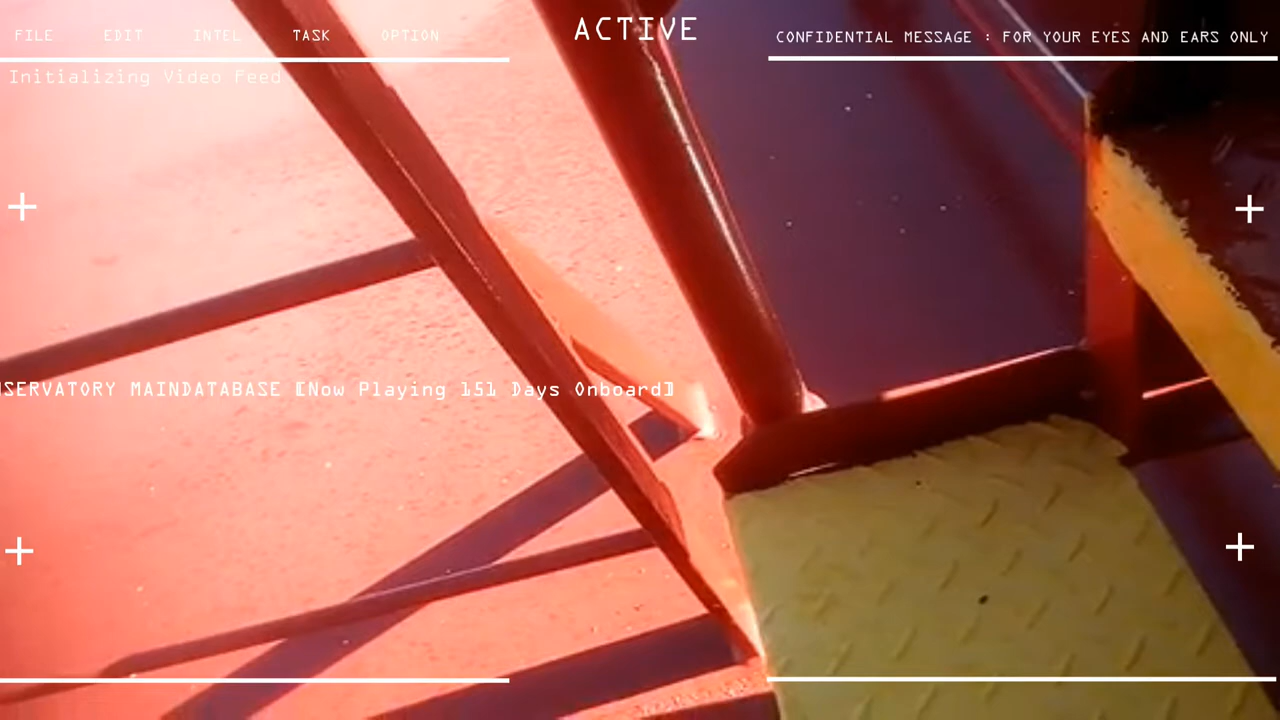 FILE EDIT INTEL TASK OPTION
ACTIVE
CONFIDENTIAL MESSAGE : FOR YOUR EYES AND EARS ONLY
Initializing Video Feed
NSERVATORY MAINDATABASE [Now Playing 151 Days Onboard]